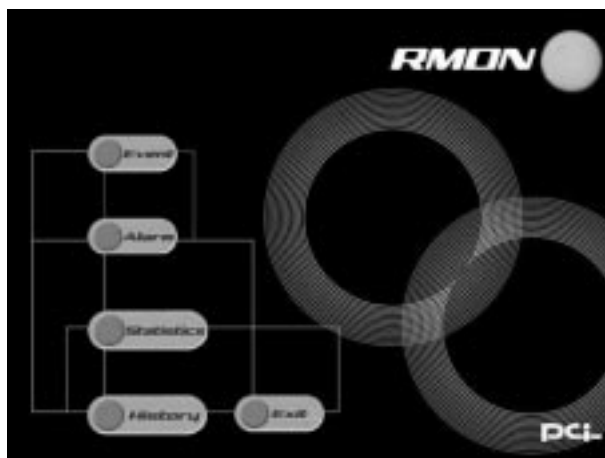 RMON
Event
Alarm
Statistics
History
Exit
PCi